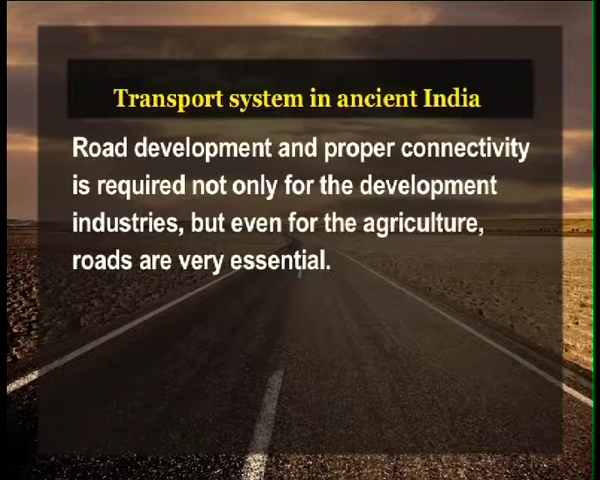 Transport system in ancient India
Road development and proper connectivity
is required not only for the development
industries, but even for the agriculture,
roads are very essential.